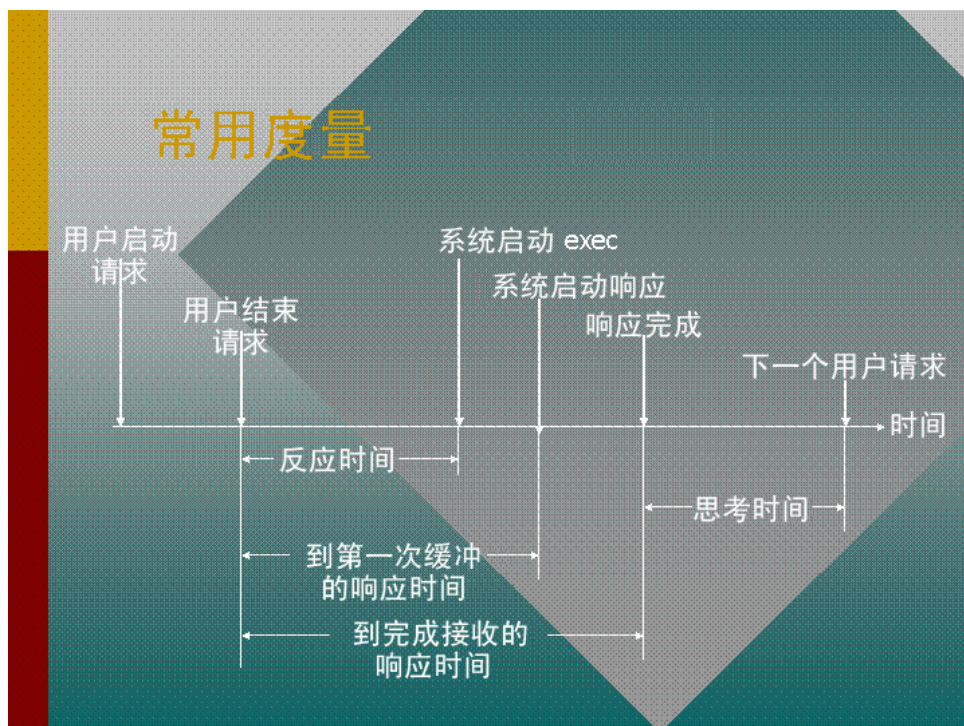 常用度量
用户启动
请求
用户结束
请求
系统启动 exec
系统启动响应
响应完成
下一个用户请求
时间
反应时间
思考时间
到第一次缓冲
的响应时间
到完成接收的
响应时间